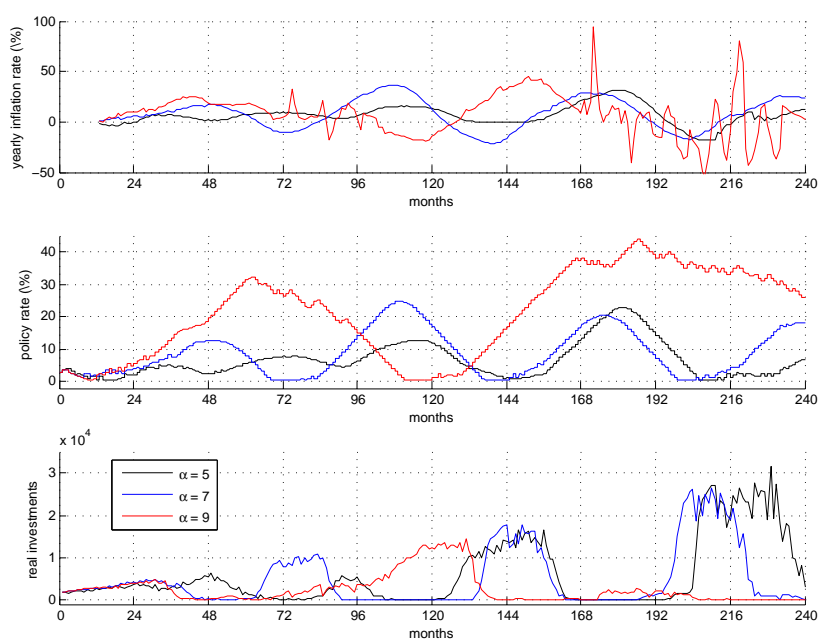 100
50
0
−50
yearly inflation rate (\%)
0 24 48 72 96 120 144 168 192 216 240
months
40
30
20
10
0
policy rate (\%)
0 24 48 72 96 120 144 168 192 216 240
months
x 10^4
3
2
1
0
real investments
α = 5
α = 7
α = 9
0 24 48 72 96 120 144 168 192 216 240
months